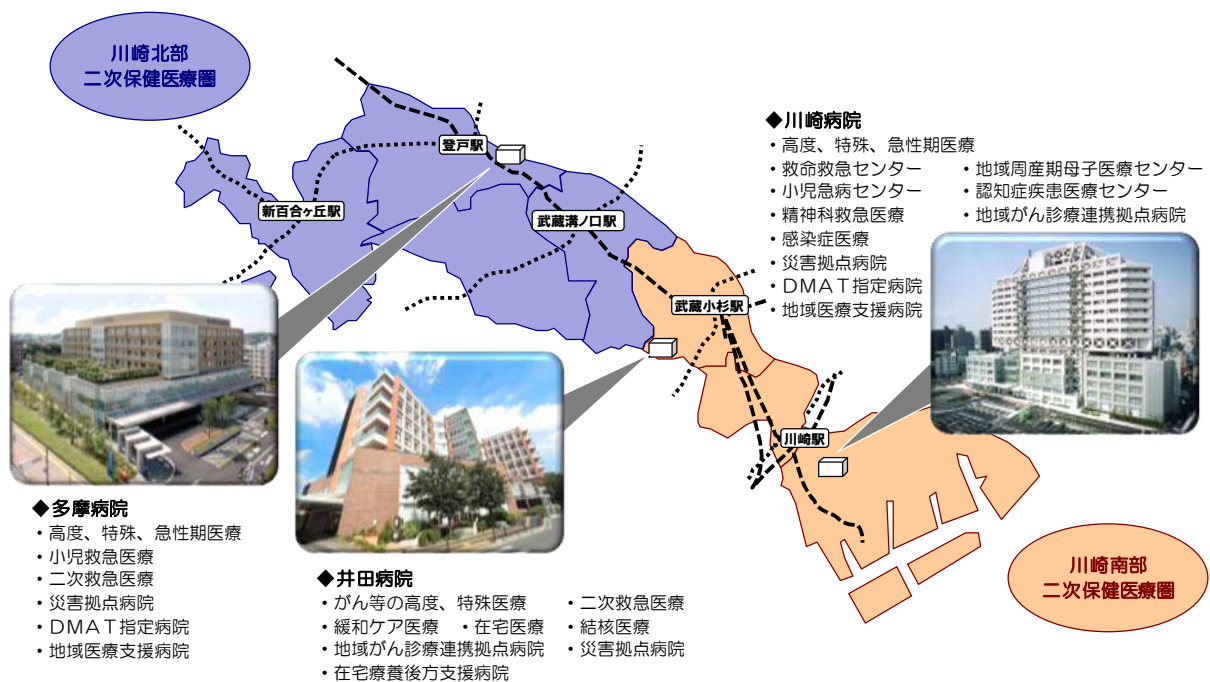 川崎北部
二次保健医療圏
登戸駅
新百合ヶ丘駅
武蔵溝ノ口駅
武蔵小杉駅
川崎駅
◆川崎病院
・高度、特殊、急性期医療
・救命救急センター ・地域周産期母子医療センター
・小児急病センター ・認知症疾患医療センター
・精神科救急医療 ・地域がん診療連携拠点病院
・感染症医療
・災害拠点病院
・DMAT指定病院
・地域医療支援病院
◆多摩病院
・高度、特殊、急性期医療
・小児救急医療
・二次救急医療
・災害拠点病院
・DMAT指定病院
・地域医療支援病院
◆井田病院
・がん等の高度、特殊医療 ・二次救急医療
・緩和ケア医療 ・在宅医療 ・結核医療
・地域がん診療連携拠点病院 ・災害拠点病院
・在宅療養後方支援病院
川崎南部
二次保健医療圏